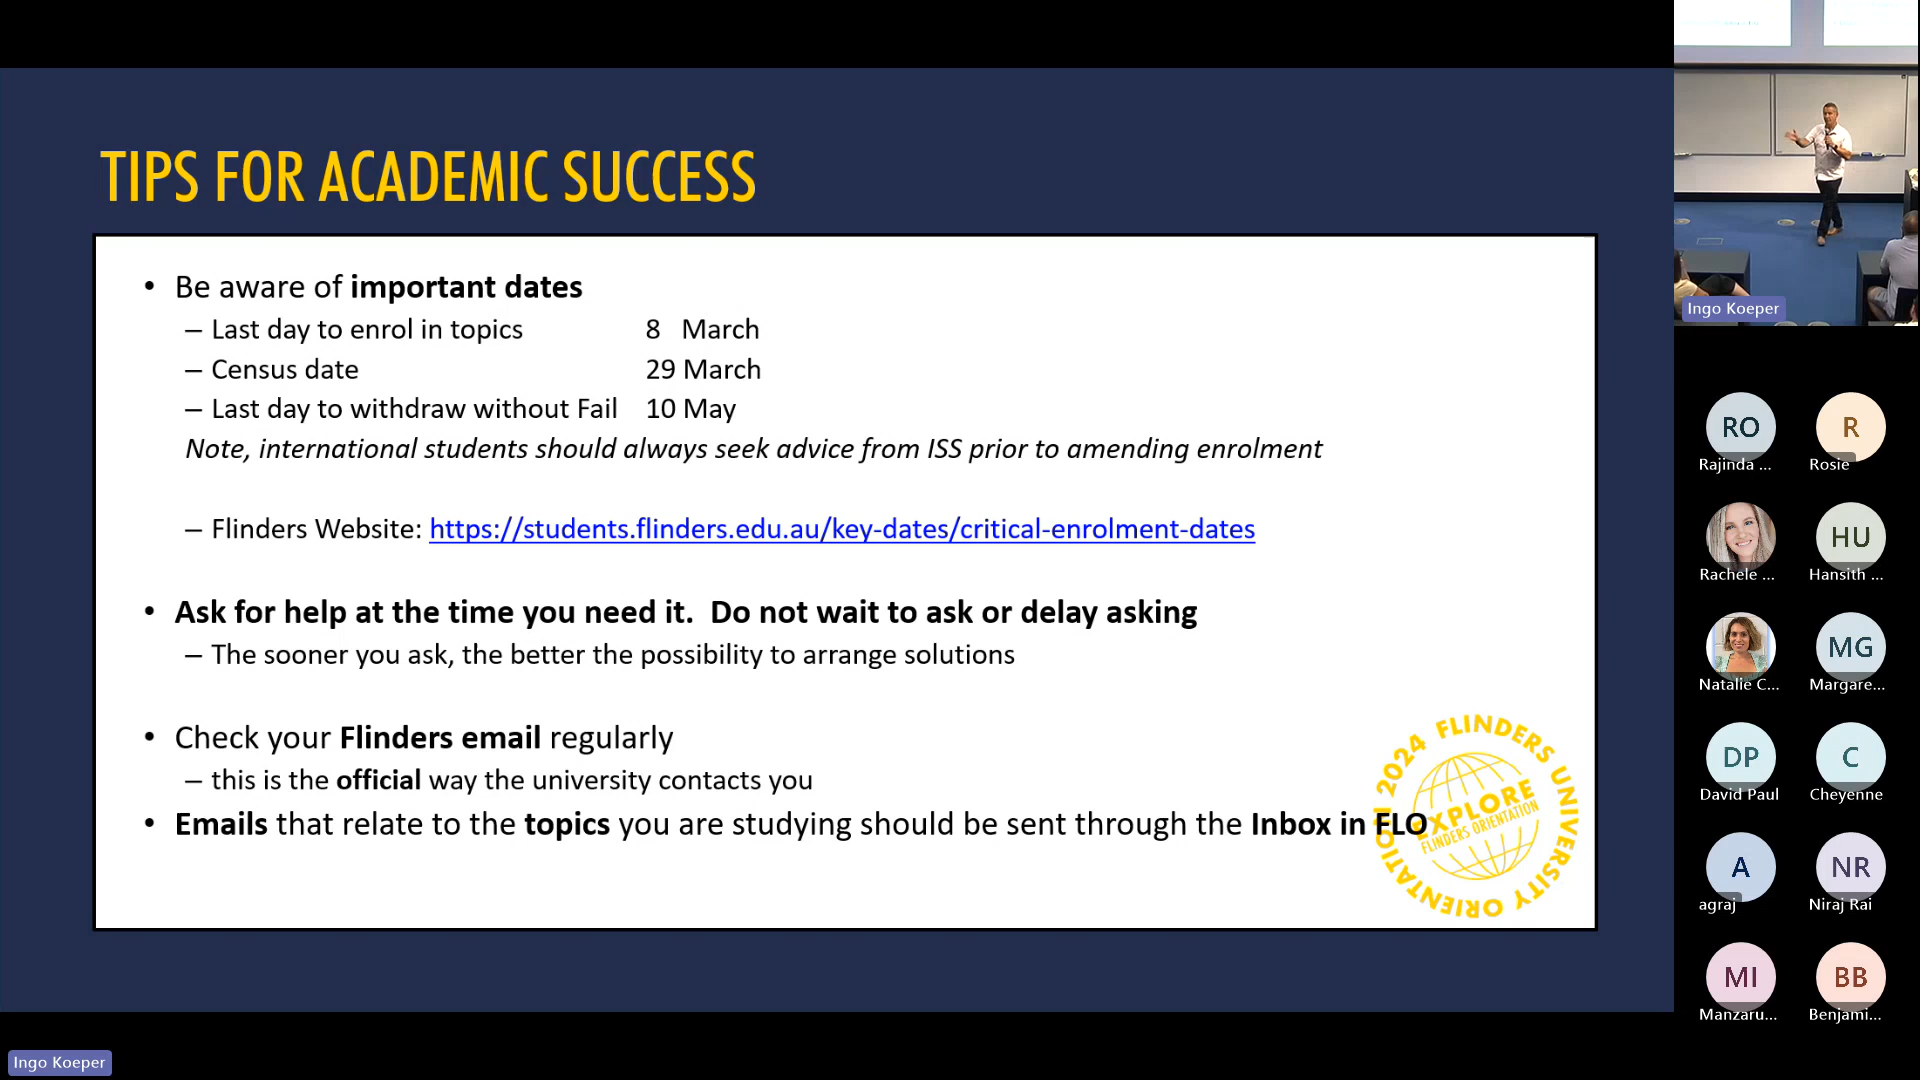 TIPS FOR ACADEMIC SUCCESS
• Be aware of important dates
– Last day to enrol in topics 8 March
– Census date 29 March
– Last day to withdraw without Fail 10 May
Note, international students should always seek advice from ISS prior to amending enrolment
– Flinders Website: https://students.flinders.edu.au/key-dates/critical-enrolment-dates
• Ask for help at the time you need it. Do not wait to ask or delay asking
– The sooner you ask, the better the possibility to arrange solutions
• Check your Flinders email regularly
– this is the official way the university contacts you
• Emails that relate to the topics you are studying should be sent through the Inbox in FLO
2024 FLINDERS UNIVERSITY ORIENTATION
EXPLORE
FLINDERS ORIENTATION
Ingo Koeper
RO
R
Rajinda ...
Rosie
HU
Rachele ...
Hansith ...
MG
Natalie C...
Margare...
DP
C
David Paul
Cheyenne
A
NR
agraj
Niraj Rai
MI
BB
Manzaru...
Benjami...
Ingo Koeper